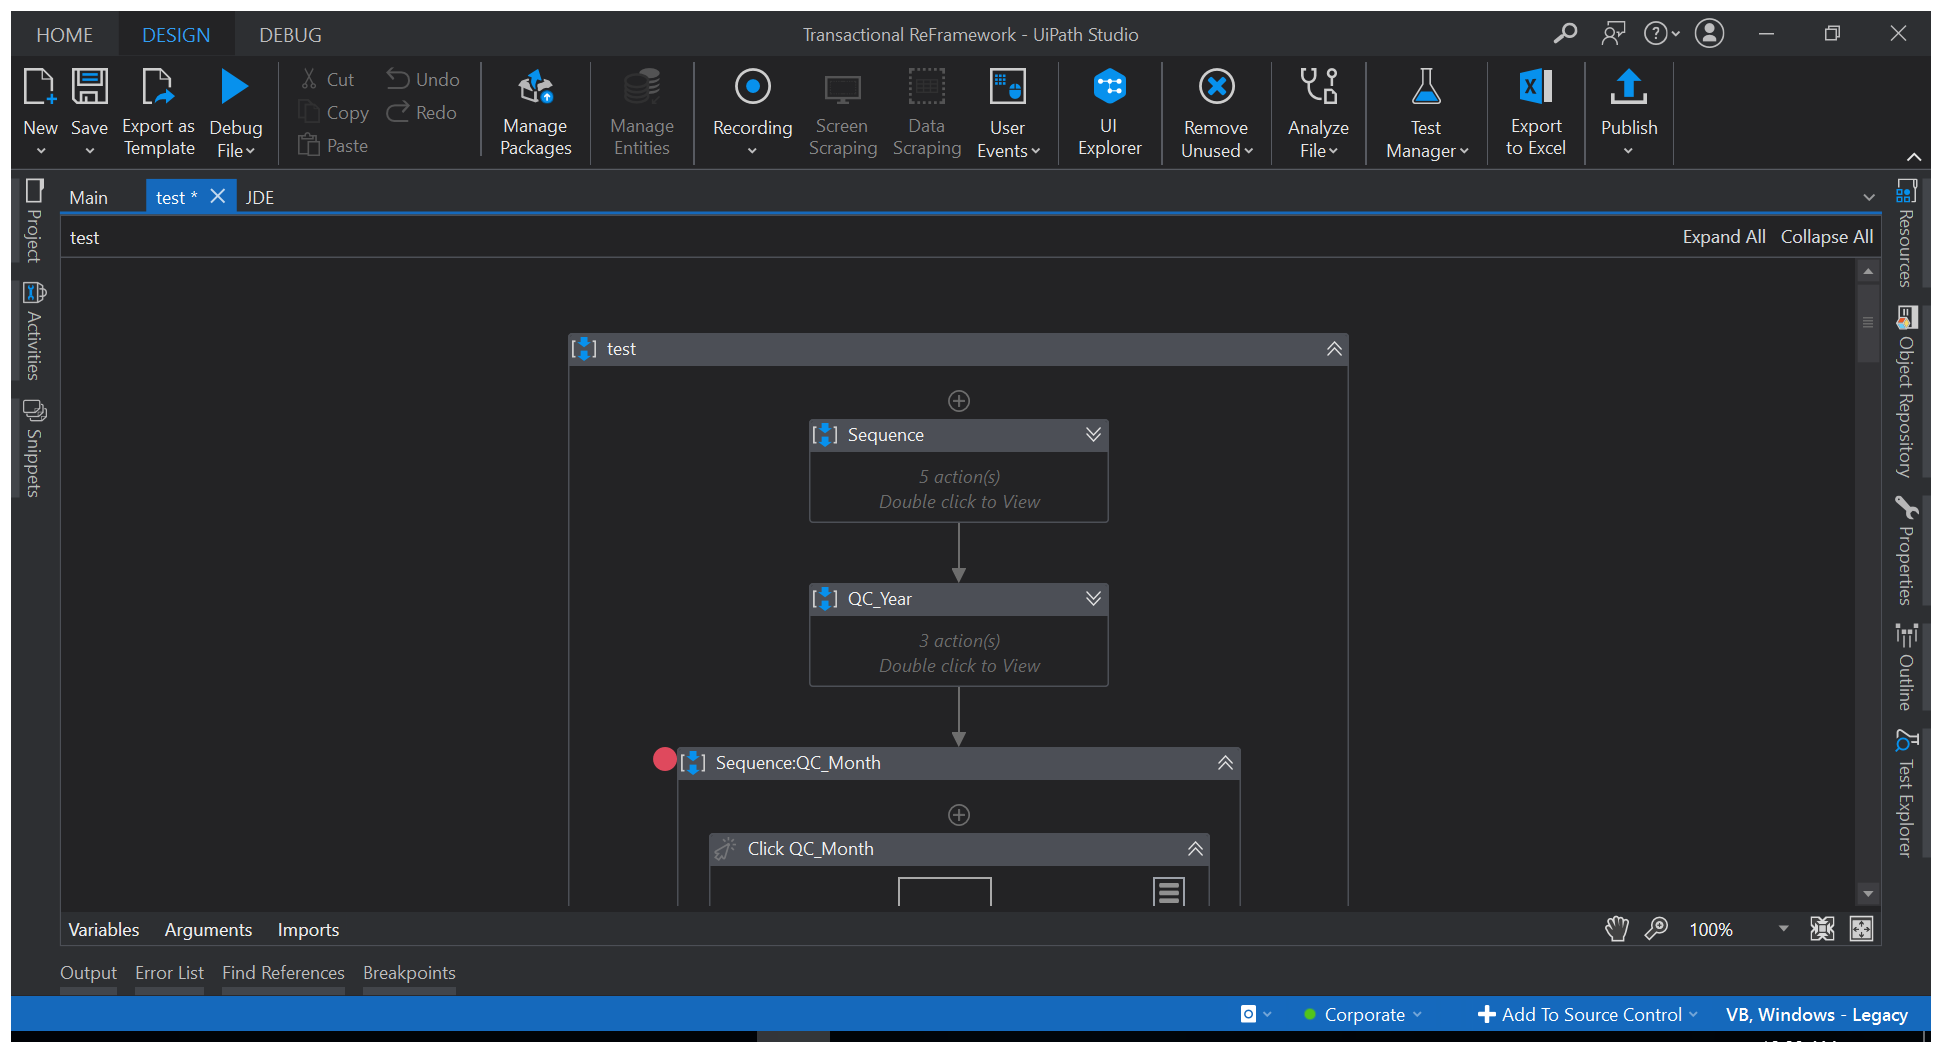 HOME DESIGN DEBUG Transactional ReFramework - UiPath Studio
New Save Export as Template Debug File Cut Copy Paste Undo Redo Manage Packages Manage Entities Recording Screen Scraping Data Scraping User Events UI Explorer Remove Unused Analyze File Test Manager Export to Excel Publish
Main test * JDE
test Expand All Collapse All
Project
Activities
Snippets
test
Sequence
5 action(s)
Double click to View
QC_Year
3 action(s)
Double click to View
Sequence:QC_Month
Click QC_Month
Resources
Object Repository
Properties
Outline
Test Explorer
Variables Arguments Imports 100%
Output Error List Find References Breakpoints
Corporate Add To Source Control VB, Windows - Legacy